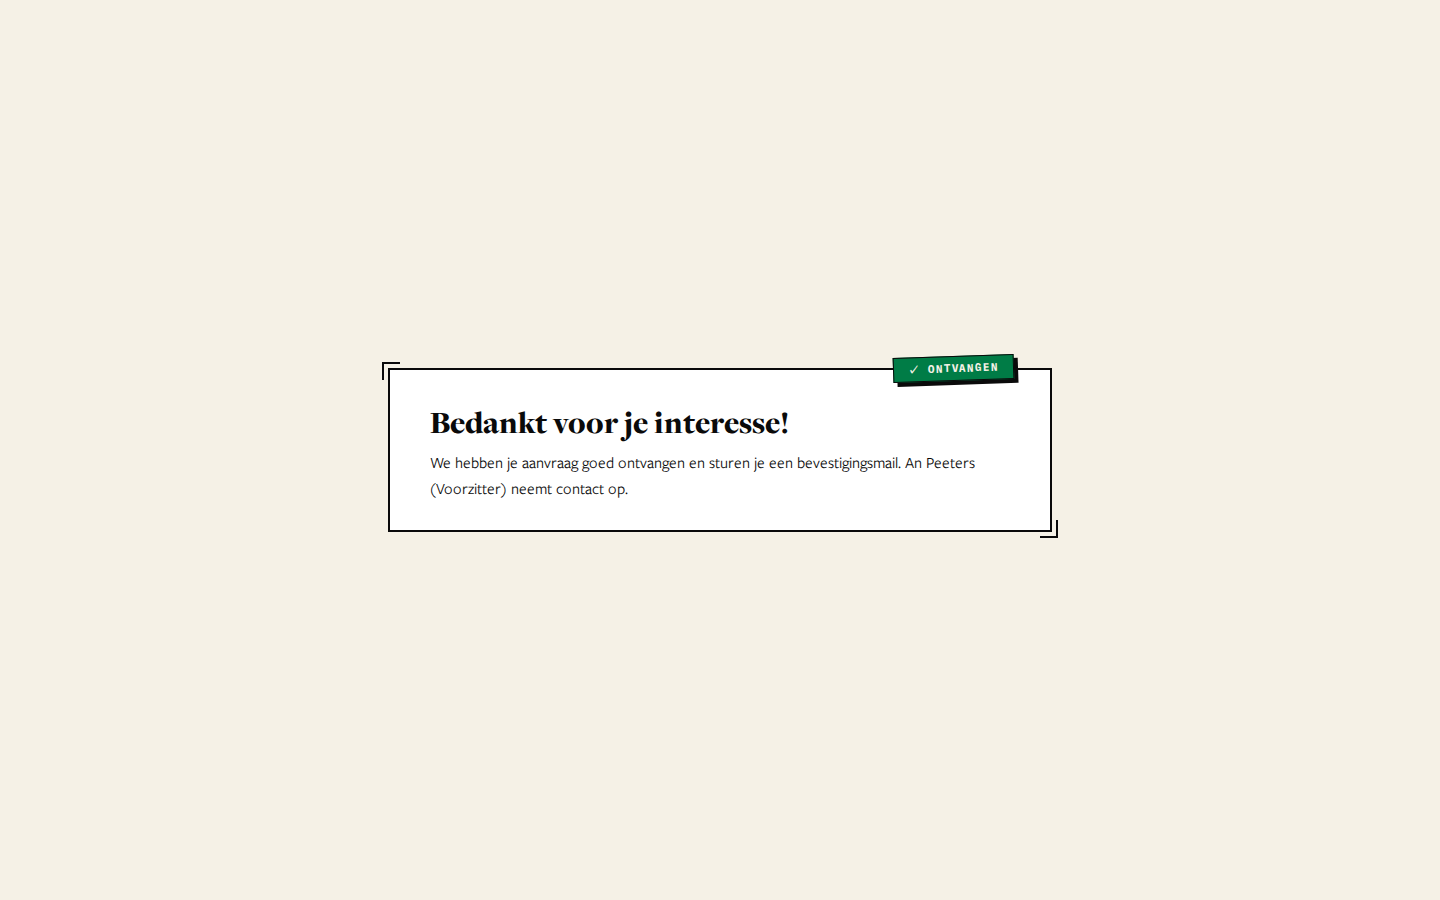 ✓ ONTVANGEN
Bedankt voor je interesse!
We hebben je aanvraag goed ontvangen en sturen je een bevestigingsmail. An Peeters
(Voorzitter) neemt contact op.